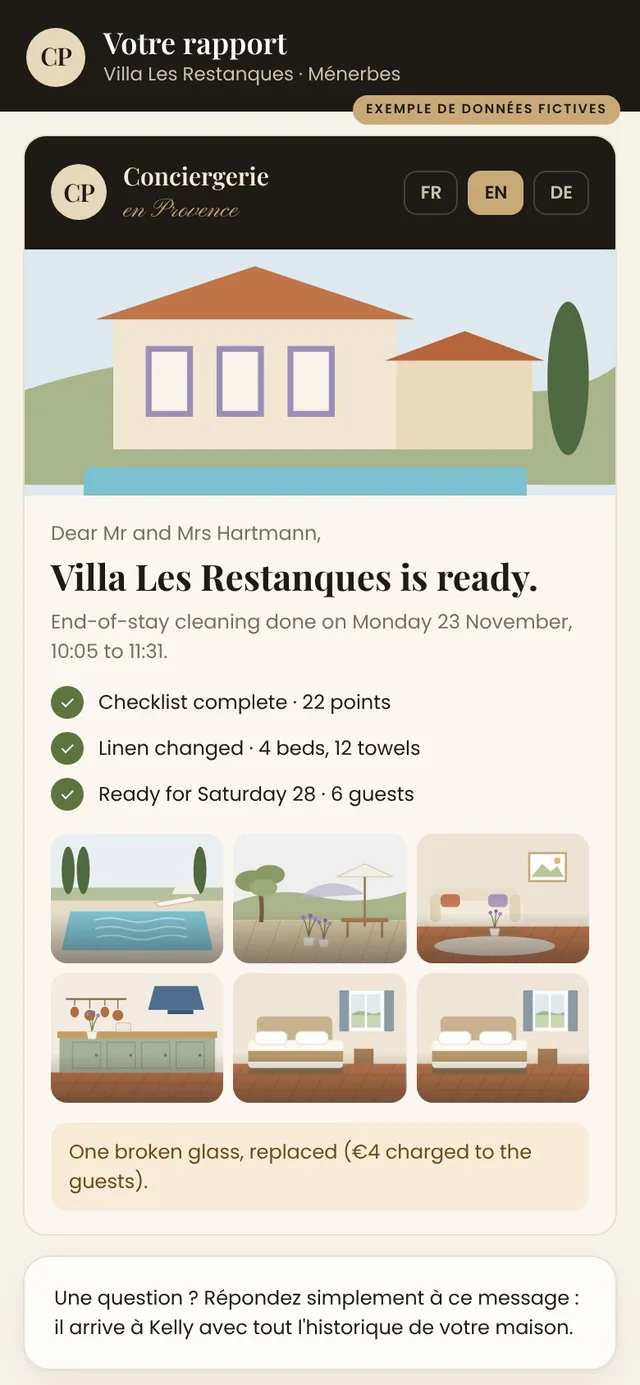 CP
Votre rapport
Villa Les Restanques · Ménerbes
EXEMPLE DE DONNÉES FICTIVES
CP
Conciergerie
en Provence
FR
EN
DE
Dear Mr and Mrs Hartmann,
Villa Les Restanques is ready.
End-of-stay cleaning done on Monday 23 November,
10:05 to 11:31.
Checklist complete · 22 points
Linen changed · 4 beds, 12 towels
Ready for Saturday 28 · 6 guests
One broken glass, replaced (€4 charged to the
guests).
Une question ? Répondez simplement à ce message :
il arrive à Kelly avec tout l'historique de votre maison.